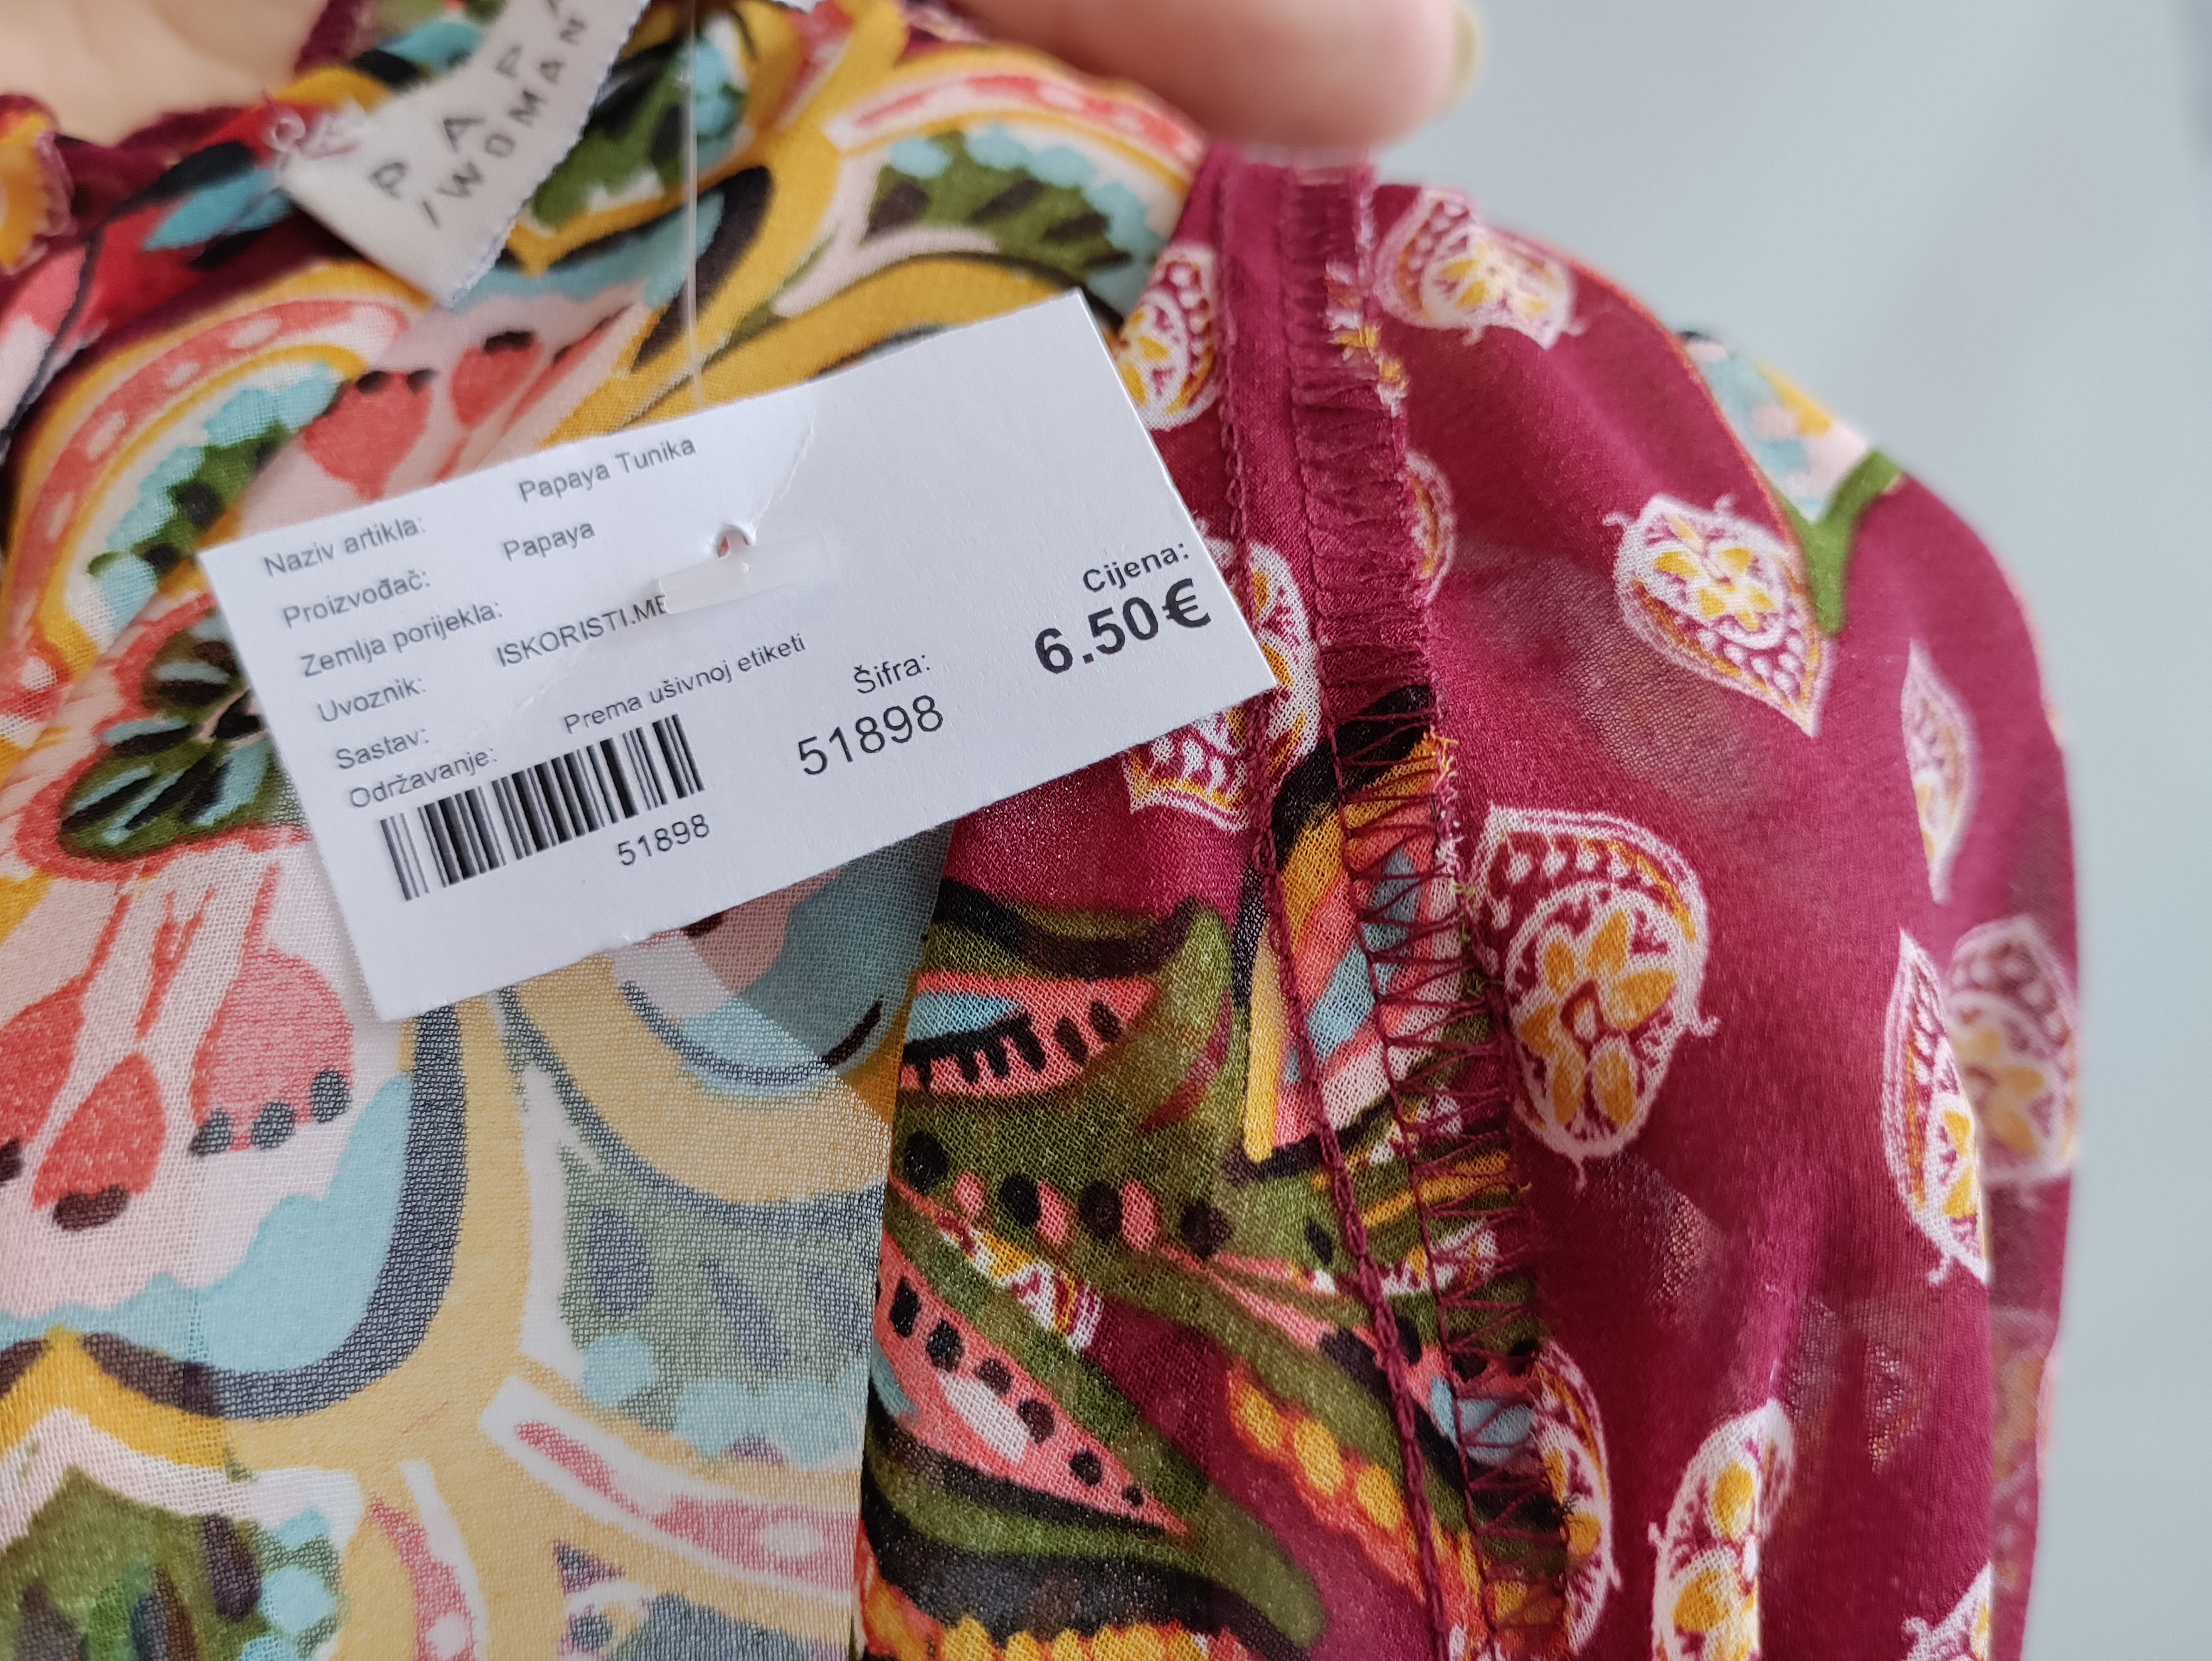 PAPA
/WOMAN
Naziv artikla: Papaya Tunika
Proizvođač: Papaya
Zemlja porijekla:
Uvoznik: ISKORISTI.ME
Sastav:
Održavanje: Prema ušivnoj etiketi
51898
Šifra:
51898
Cijena:
6.50€